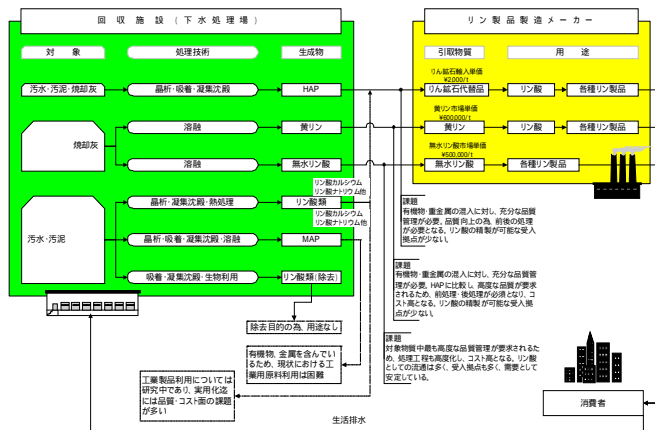 回収施設(下水処理場)
対象
処理技術
生成物
汚水・汚泥・焼却灰
晶析・吸着・凝集沈殿
HAP
焼却灰
溶融
黄リン
溶融
無水リン酸
リン酸カルシウム
リン酸ナトリウム他
汚水・汚泥
晶析・凝集沈殿・熱処理
リン酸類
リン酸カルシウム
リン酸ナトリウム他
晶析・吸着・凝集沈殿・溶融
MAP
吸着・凝集沈殿・生物利用
リン酸類(除去)
除去目的の為、用途なし
有機物、金属を含んでい
るため、現状における工
業用原料利用は困難
工業製品利用については
研究中であり、実用化迄
には品質・コスト面の課題
が多い
リン製品製造メーカー
引取物質
用途
りん鉱石輸入単価
¥2,000/t
りん鉱石代替品
リン酸
各種リン製品
黄リン市場単価
¥600,000/t
黄リン
リン酸
各種リン製品
無水リン酸市場単価
¥500,000/t
無水リン酸
各種リン製品
課題
有機物・重金属の混入に対し、充分な品質
管理が必要。品質向上の為、前後の処理
が必要となる。リン酸の精製が可能な受入
拠点が少ない。
課題
有機物・重金属の混入に対し、充分な品質管
理が必要。HAPに比較し、高度な品質が要求
されるため、前処理・後処理が必須となり、コ
スト高となる。リン酸の精製が可能な受入拠
点が少ない。
課題
対象物質中最も高度な品質管理が要求されるた
め、処理工程も高度化し、コスト高となる。リン酸
としての流通は多く、受入拠点も多く、需要として
安定している。
消費者
生活排水